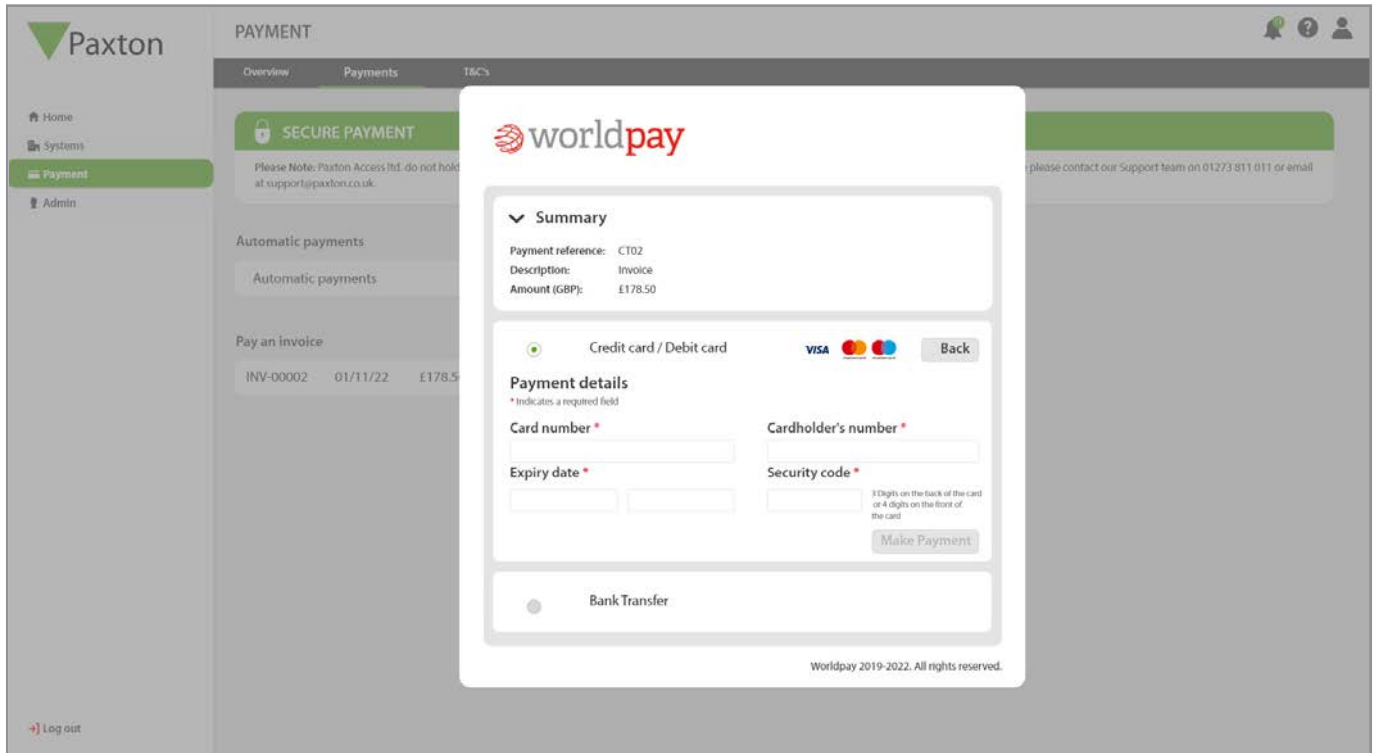 Paxton
PAYMENT
Overview Payments T&C's
Home
Systems
Payment
Admin
Log out
SECURE PAYMENT
Please Note: Paxton Access ltd. do not hold
please contact our Support team on 01273 811 011 or email
at support@paxton.co.uk.
Automatic payments
Automatic payments
Pay an invoice
INV-00002 01/11/22 £178.5
worldpay
Summary
Payment reference: CT02
Description: Invoice
Amount (GBP): £178.50
Credit card / Debit card VISA Back
Payment details
* Indicates a required field
Card number * Cardholder's number *
Expiry date * Security code *
3 Digits on the back of the card
or 4 digits on the front of
the card
Make Payment
Bank Transfer
Worldpay 2019-2022. All rights reserved.